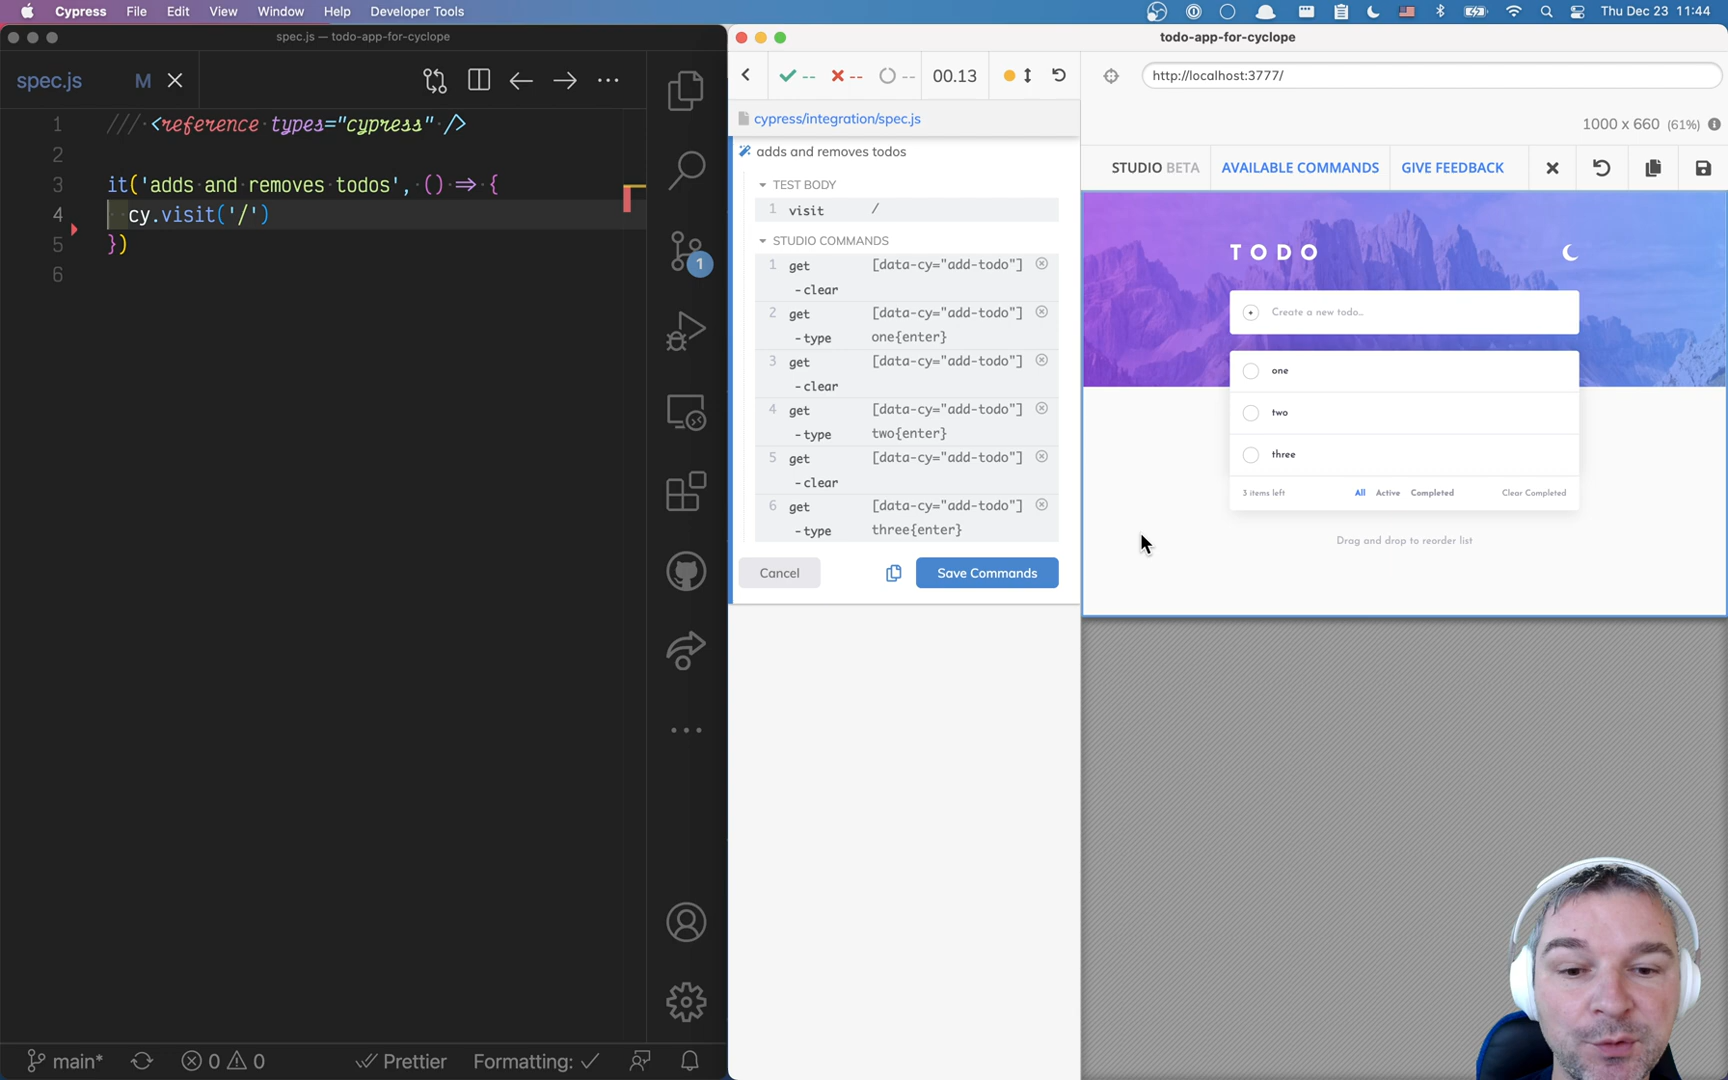 Cypress File Edit View Window Help Developer Tools
Thu Dec 23 11:44
spec.js — todo-app-for-cyclope
spec.js M
1 /// <reference types="cypress" />
2
3 it('adds and removes todos', () => {
4 cy.visit('/')
5 })
6
1
main* 0 0 Prettier Formatting:
todo-app-for-cyclope
-- -- -- 00.13
cypress/integration/spec.js
adds and removes todos
TEST BODY
1 visit /
STUDIO COMMANDS
1 get [data-cy="add-todo"]
-clear
2 get [data-cy="add-todo"]
-type one{enter}
3 get [data-cy="add-todo"]
-clear
4 get [data-cy="add-todo"]
-type two{enter}
5 get [data-cy="add-todo"]
-clear
6 get [data-cy="add-todo"]
-type three{enter}
Cancel Save Commands
http://localhost:3777/
1000 x 660 (61%)
STUDIO BETA AVAILABLE COMMANDS GIVE FEEDBACK
TODO
Create a new todo...
one
two
three
3 items left All Active Completed Clear Completed
Drag and drop to reorder list